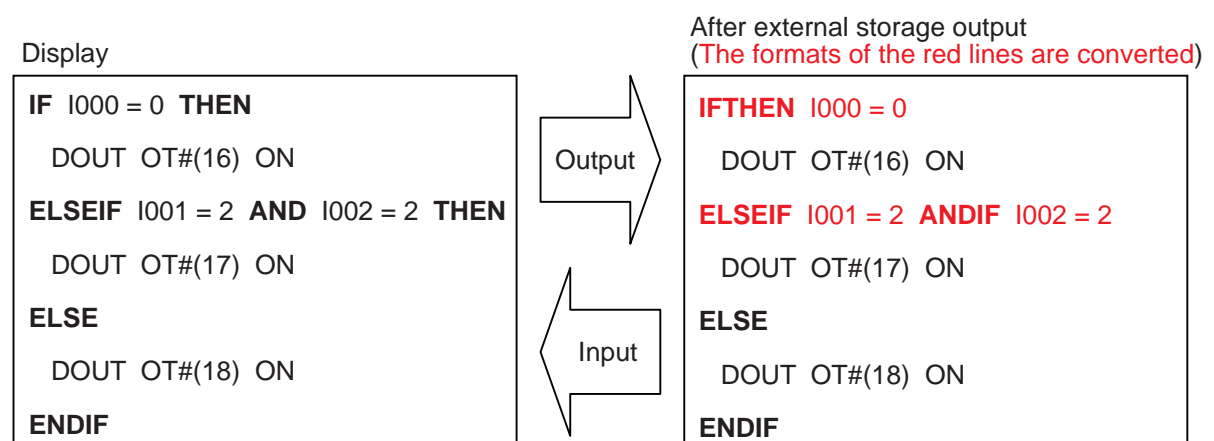 Display
IF I000 = 0 THEN
DOUT OT#(16) ON
ELSEIF I001 = 2 AND I002 = 2 THEN
DOUT OT#(17) ON
ELSE
DOUT OT#(18) ON
ENDIF
Output
Input
After external storage output
(The formats of the red lines are converted)
IFTHEN I000 = 0
DOUT OT#(16) ON
ELSEIF I001 = 2 ANDIF I002 = 2
DOUT OT#(17) ON
ELSE
DOUT OT#(18) ON
ENDIF